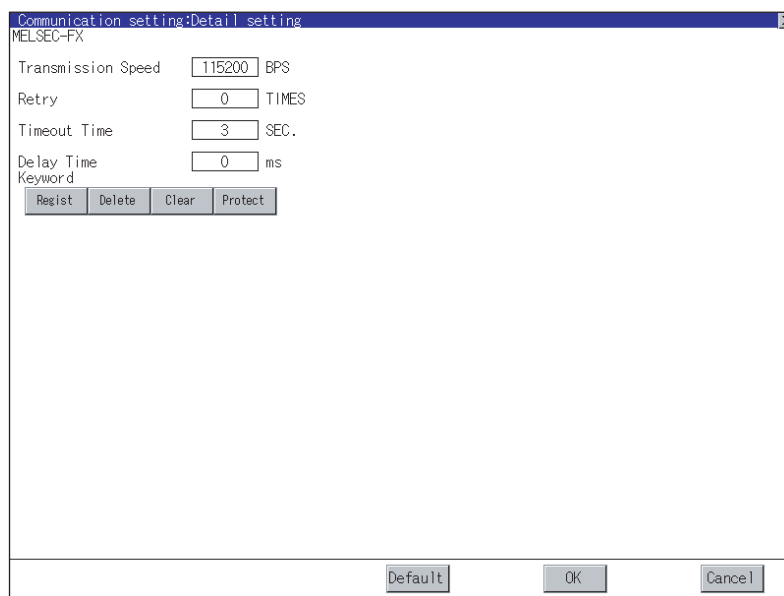 Communication setting:Detail setting
MELSEC-FX
Transmission Speed 115200 BPS
Retry 0 TIMES
Timeout Time 3 SEC.
Delay Time 0 ms
Keyword
Regist Delete Clear Protect
Default OK Cancel